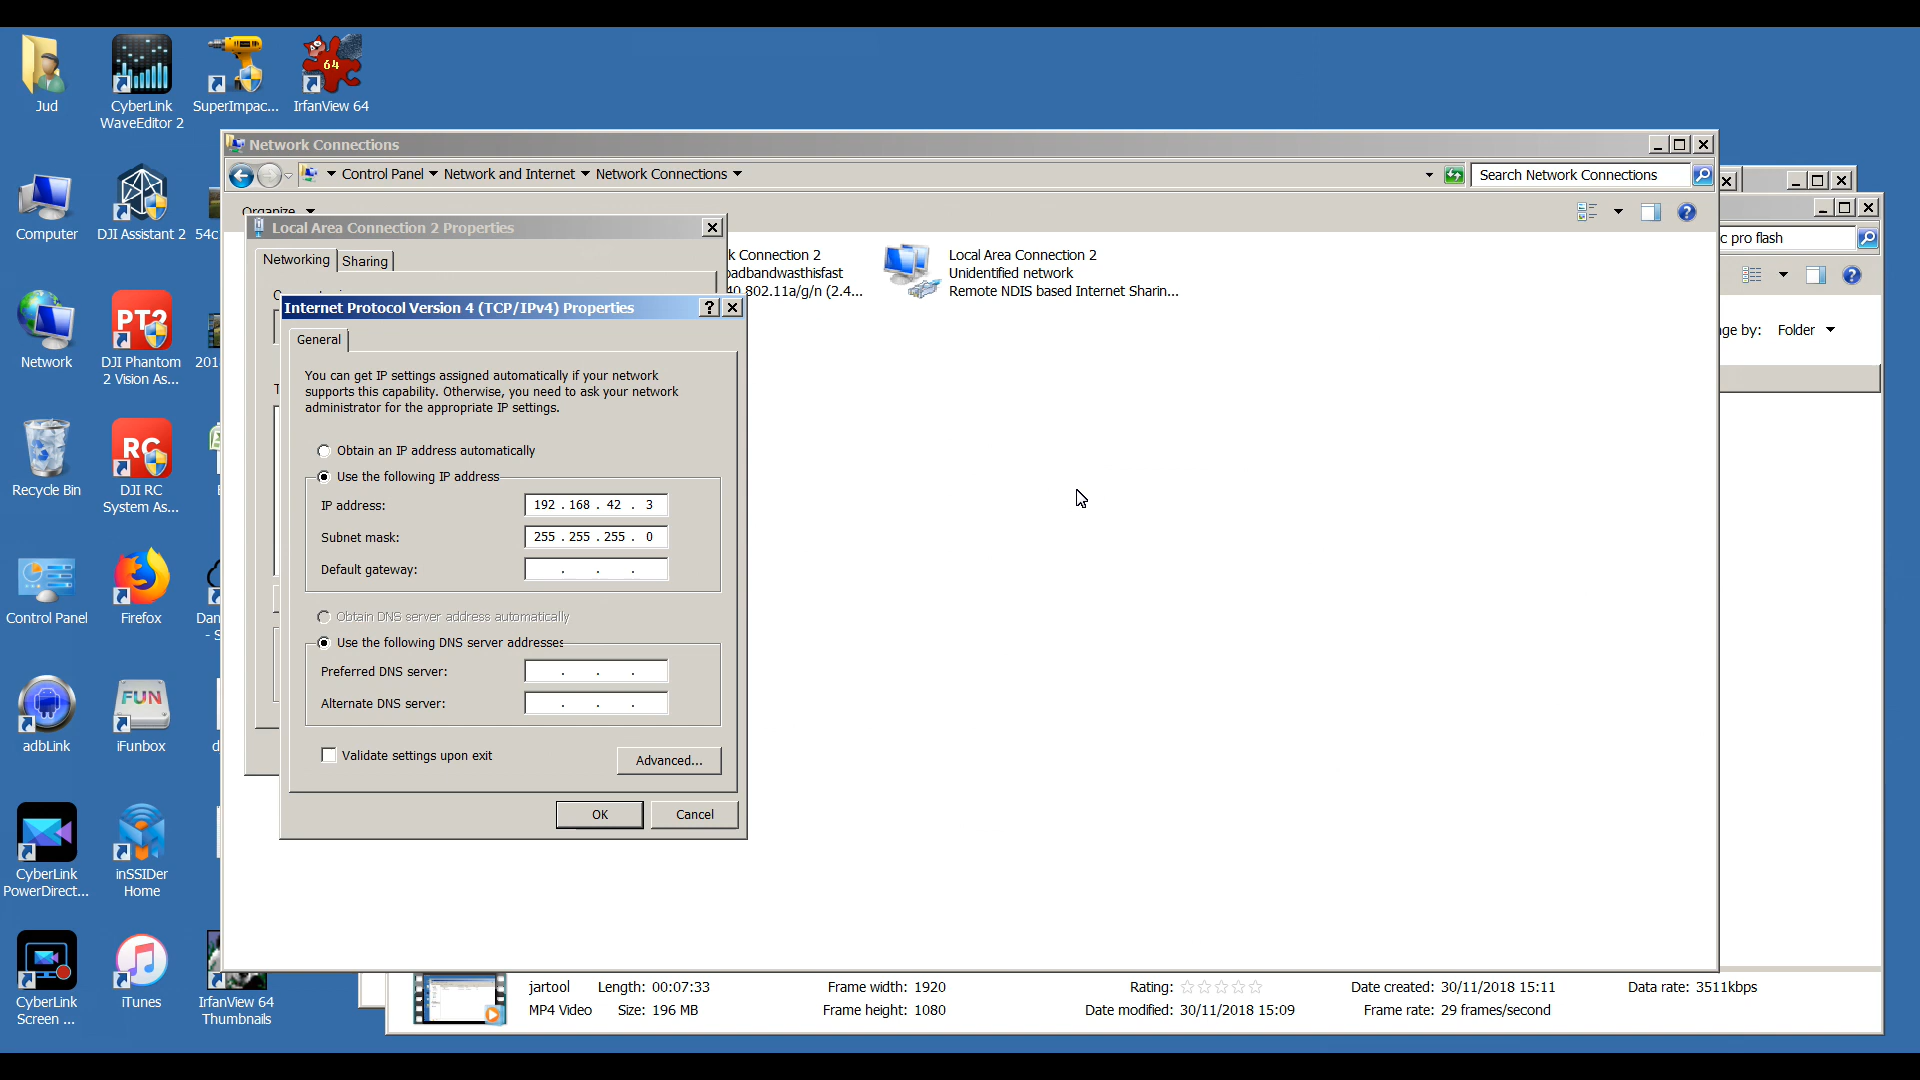 Jud
CyberLink
WaveEditor 2
SuperImpac...
64
IrfanView 64
Computer
DJI Assistant 2
54c
Network
PT2
DJI Phantom
2 Vision As...
201
Recycle Bin
RC
DJI RC
System As...
Control Panel
Firefox
Dan
- S
adbLink
FUN
iFunbox
d
CyberLink
PowerDirect...
inSSIDer
Home
CyberLink
Screen ...
iTunes
IrfanView 64
Thumbnails
Network Connections
Control Panel
Network and Internet
Network Connections
Search Network Connections
Organize
k Connection 2
oadbandwasthisfast
40 802.11a/g/n (2.4...
Local Area Connection 2
Unidentified network
Remote NDIS based Internet Sharin...
c pro flash
ge by: Folder
Local Area Connection 2 Properties
Networking
Sharing
Internet Protocol Version 4 (TCP/IPv4) Properties
General
You can get IP settings assigned automatically if your network
supports this capability. Otherwise, you need to ask your network
administrator for the appropriate IP settings.
Obtain an IP address automatically
Use the following IP address
IP address: 192 . 168 . 42 . 3
Subnet mask: 255 . 255 . 255 . 0
Default gateway: . . .
Obtain DNS server address automatically
Use the following DNS server addresses
Preferred DNS server: . . .
Alternate DNS server: . . .
Validate settings upon exit
Advanced...
OK
Cancel
jartool Length: 00:07:33 Frame width: 1920 Rating: Date created: 30/11/2018 15:11 Data rate: 3511kbps
MP4 Video Size: 196 MB Frame height: 1080 Date modified: 30/11/2018 15:09 Frame rate: 29 frames/second